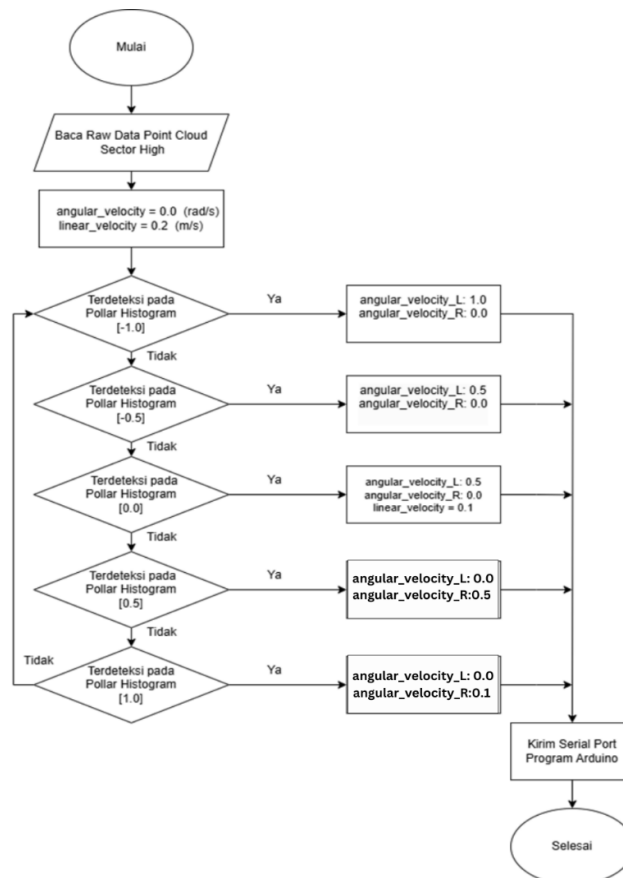 Mulai
Baca Raw Data Point Cloud
Sector High
angular_velocity = 0.0 (rad/s)
linear_velocity = 0.2 (m/s)
Terdeteksi pada
Pollar Histogram
[-1.0]
Ya
angular_velocity_L: 1.0
angular_velocity_R: 0.0
Tidak
Terdeteksi pada
Pollar Histogram
[-0.5]
Ya
angular_velocity_L: 0.5
angular_velocity_R: 0.0
Tidak
Terdeteksi pada
Pollar Histogram
[0.0]
Ya
angular_velocity_L: 0.5
angular_velocity_R: 0.0
linear_velocity = 0.1
Tidak
Terdeteksi pada
Pollar Histogram
[0.5]
Ya
angular_velocity_L: 0.0
angular_velocity_R:0.5
Tidak
Tidak
Terdeteksi pada
Pollar Histogram
[1.0]
Ya
angular_velocity_L: 0.0
angular_velocity_R:0.1
Kirim Serial Port
Program Arduino
Selesai